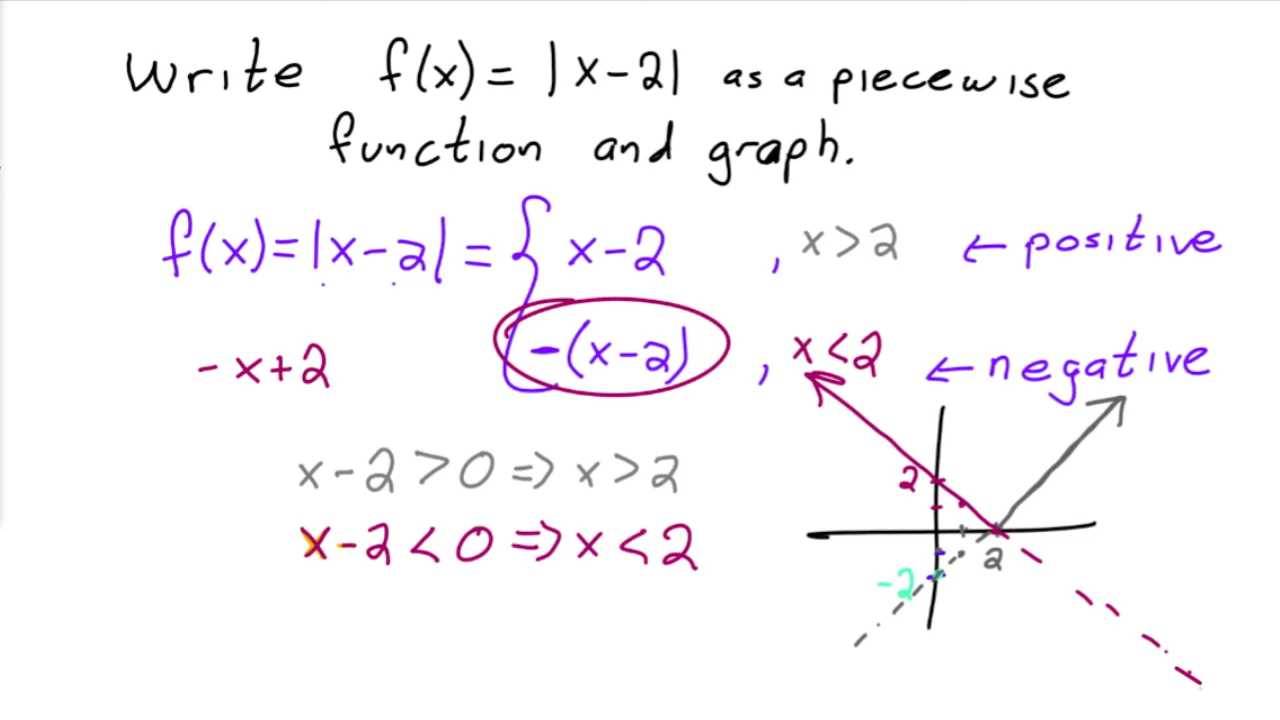 Write f(x) = |x-2| as a piecewise
function and graph.
f(x)=|x-2| = { x-2 , x>2 ← positive
-(x-2) , x<2 ← negative
-x+2
x-2>0 => x>2
x-2<0 => x<2
2
2
-2